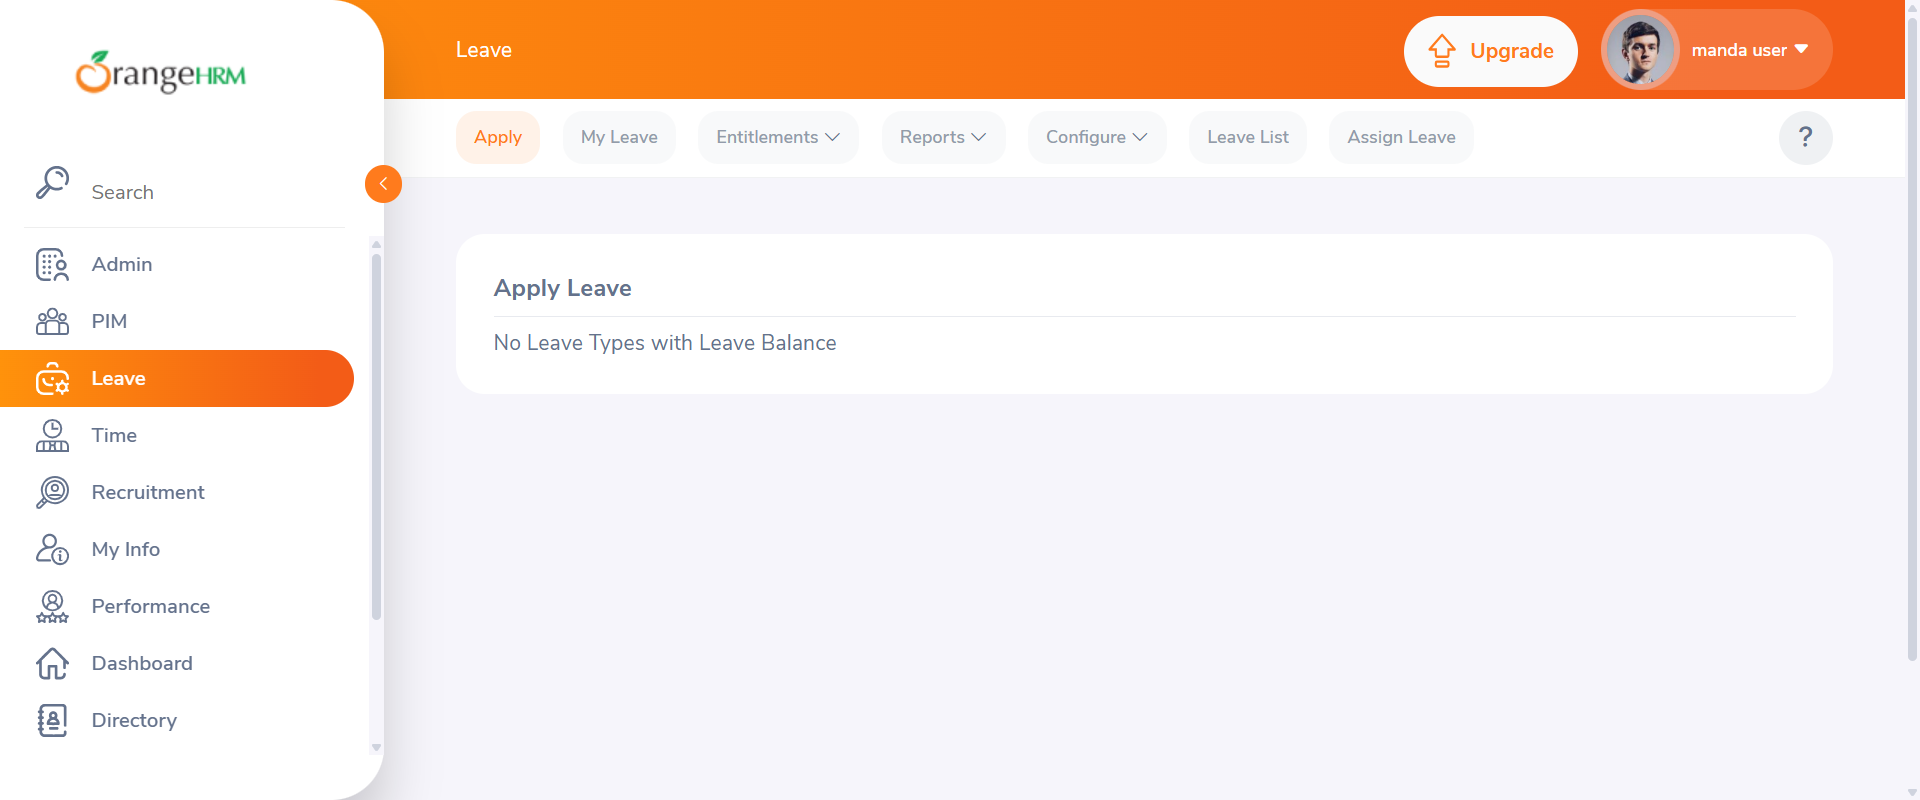 OrangeHRM
Leave
Upgrade
manda user
Apply
My Leave
Entitlements
Reports
Configure
Leave List
Assign Leave
?
Search
Admin
PIM
Leave
Time
Recruitment
My Info
Performance
Dashboard
Directory
Apply Leave
No Leave Types with Leave Balance